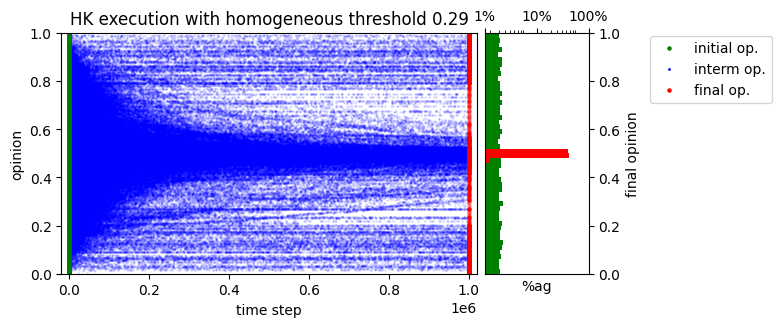 HK execution with homogeneous threshold 0.29
1% 10% 100%
1.0 1.0
0.8 0.8
0.6 0.6
0.4 0.4
0.2 0.2
0.0 0.0
opinion
final opinion
0.0 0.2 0.4 0.6 0.8 1.0
1e6
time step
%ag
initial op.
interm op.
final op.